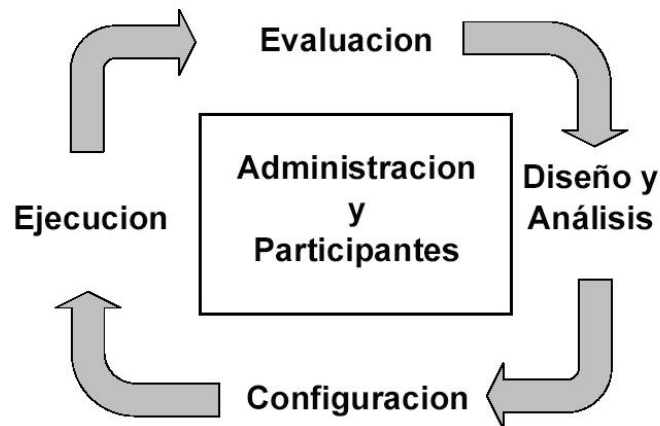 Evaluacion
Administracion
y
Participantes
Diseño y
Análisis
Ejecucion
Configuracion